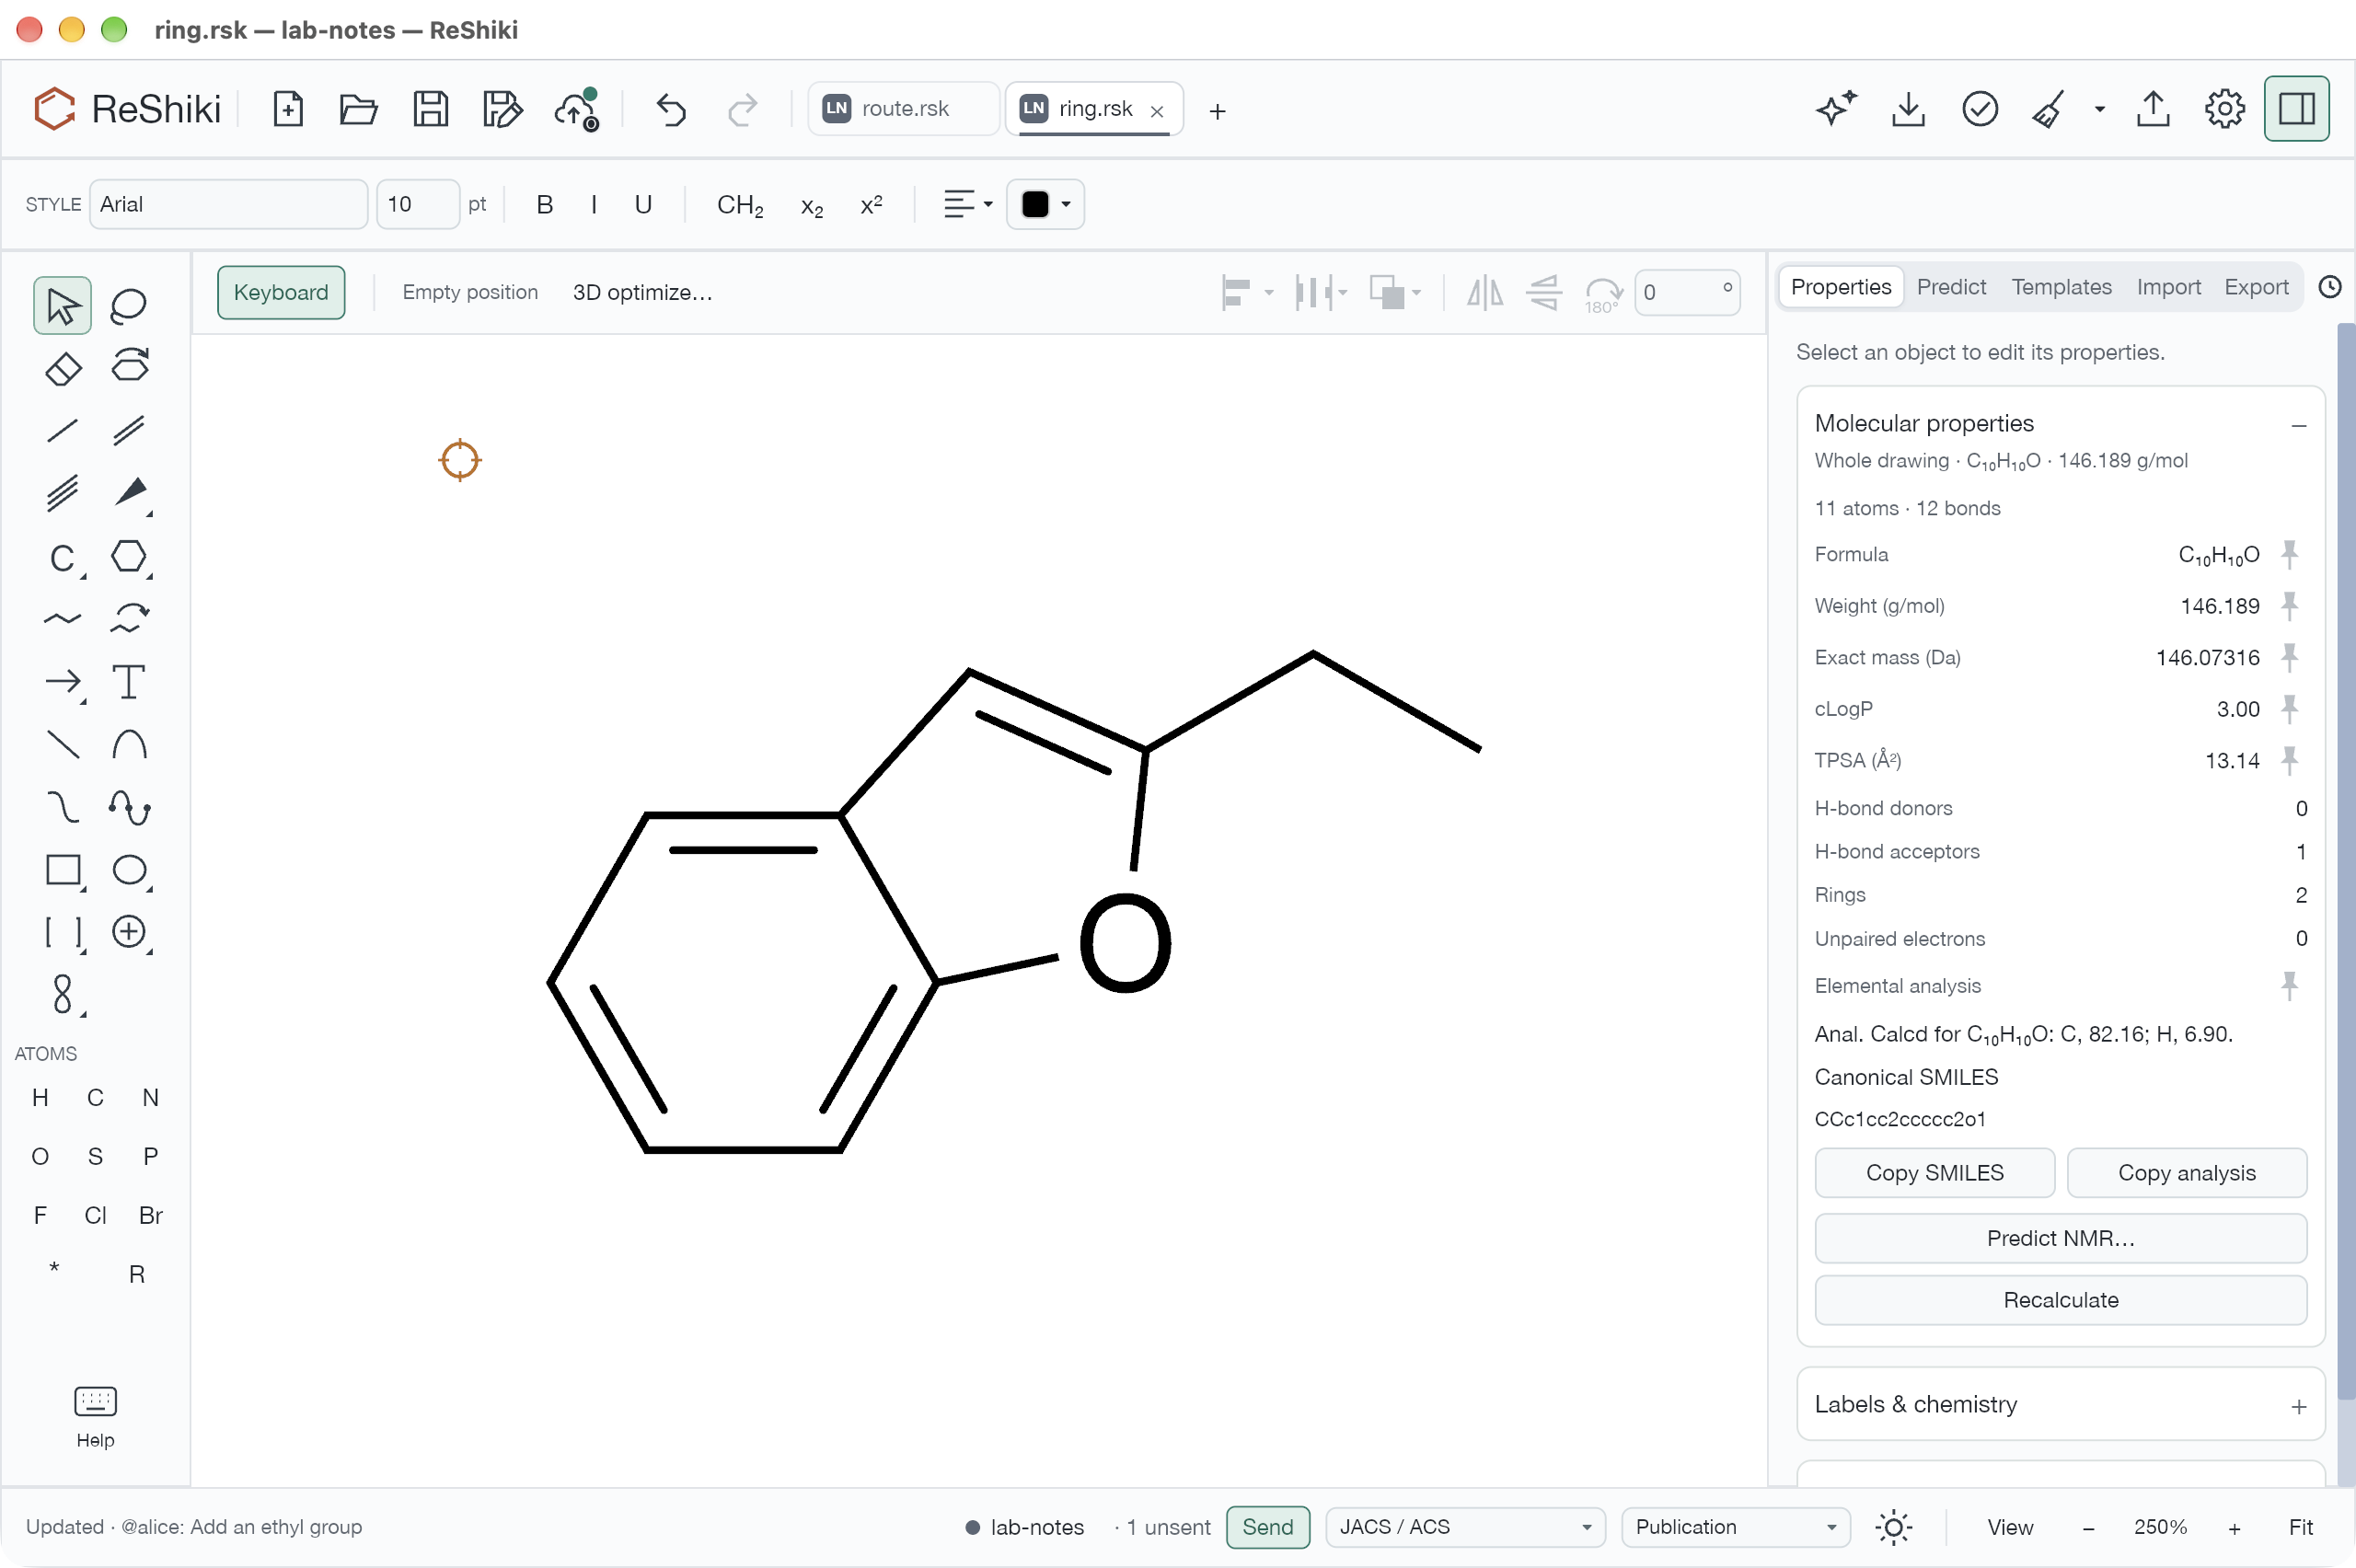 ring.rsk — lab-notes — ReShiki
ReShiki
LN route.rsk
LN ring.rsk ×
+
STYLE Arial 10 pt B I U CH₂ x₂ x²
Keyboard Empty position 3D optimize...
180° 0 °
Properties Predict Templates Import Export
Select an object to edit its properties.
Molecular properties
Whole drawing · C₁₀H₁₀O · 146.189 g/mol
11 atoms · 12 bonds
Formula C₁₀H₁₀O
Weight (g/mol) 146.189
Exact mass (Da) 146.07316
cLogP 3.00
TPSA (Å²) 13.14
H-bond donors 0
H-bond acceptors 1
Rings 2
Unpaired electrons 0
Elemental analysis
Anal. Calcd for C₁₀H₁₀O: C, 82.16; H, 6.90.
Canonical SMILES
CCc1cc2ccccc2o1
Copy SMILES Copy analysis
Predict NMR...
Recalculate
Labels & chemistry +
C
T
[ ]
ATOMS
H C N
O S P
F Cl Br
* R
Help
O
Updated · @alice: Add an ethyl group
lab-notes · 1 unsent Send JACS / ACS Publication View − 250% + Fit